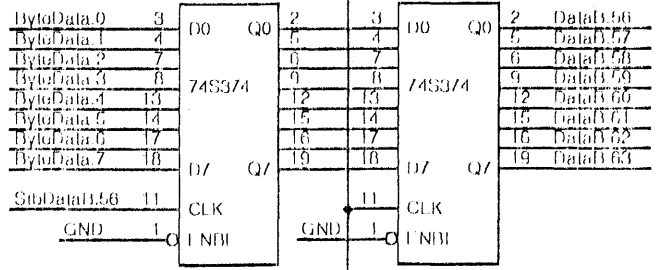 ByteData.0 3 D0 Q0 2 3 D0 Q0 2 DataB.56
ByteData.1 4 5 4 5 DataB.57
ByteData.2 7 6 7 6 DataB.58
ByteData.3 8 74S374 9 8 74S374 9 DataB.59
ByteData.4 13 12 13 12 DataB.60
ByteData.5 14 15 14 15 DataB.61
ByteData.6 17 16 17 16 DataB.62
ByteData.7 18 D7 Q7 19 18 D7 Q7 19 DataB.63
StbDataB.56 11 CLK 11 CLK
GND 1 ENBL GND 1 ENBL